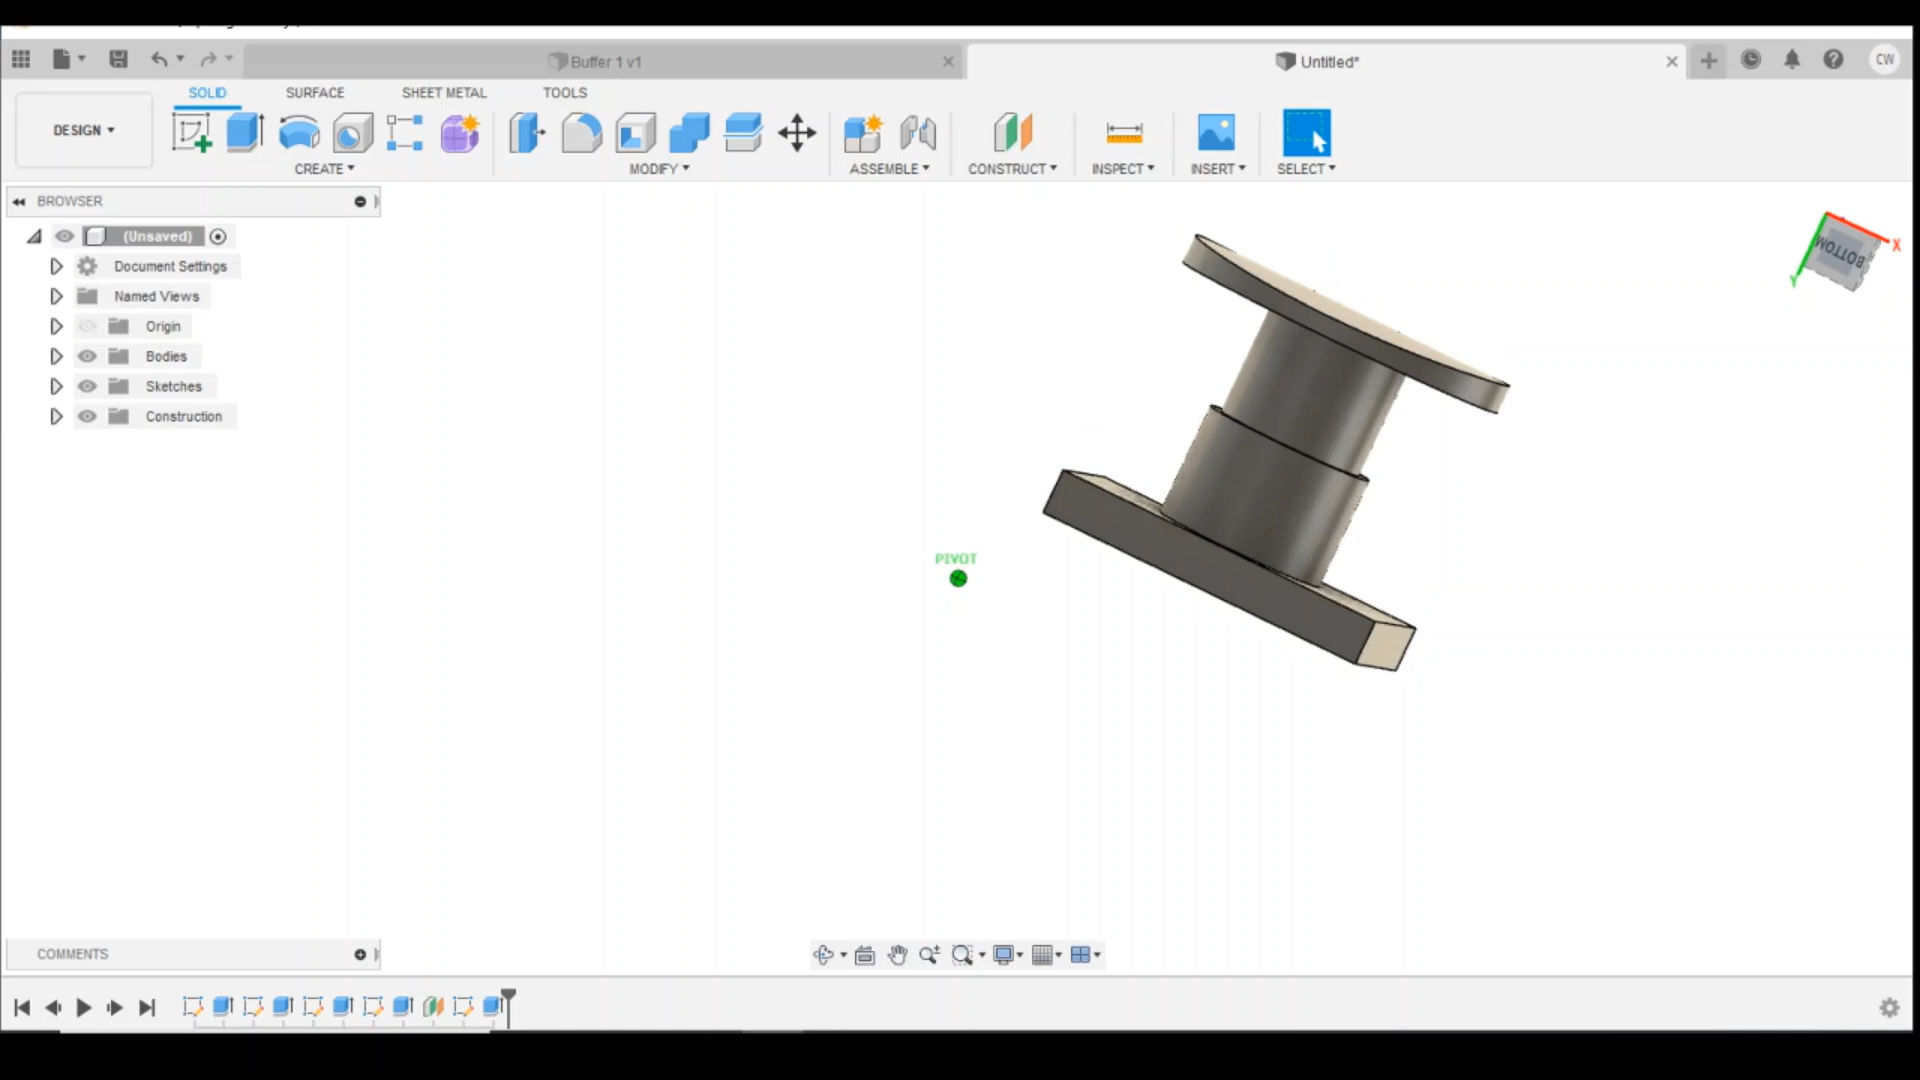 Buffer 1 v1
Untitled*
CW
SOLID
SURFACE
SHEET METAL
TOOLS
DESIGN
CREATE
MODIFY
ASSEMBLE
CONSTRUCT
INSPECT
INSERT
SELECT
BROWSER
(Unsaved)
Document Settings
Named Views
Origin
Bodies
Sketches
Construction
BOTTOM
X
Y
PIVOT
COMMENTS